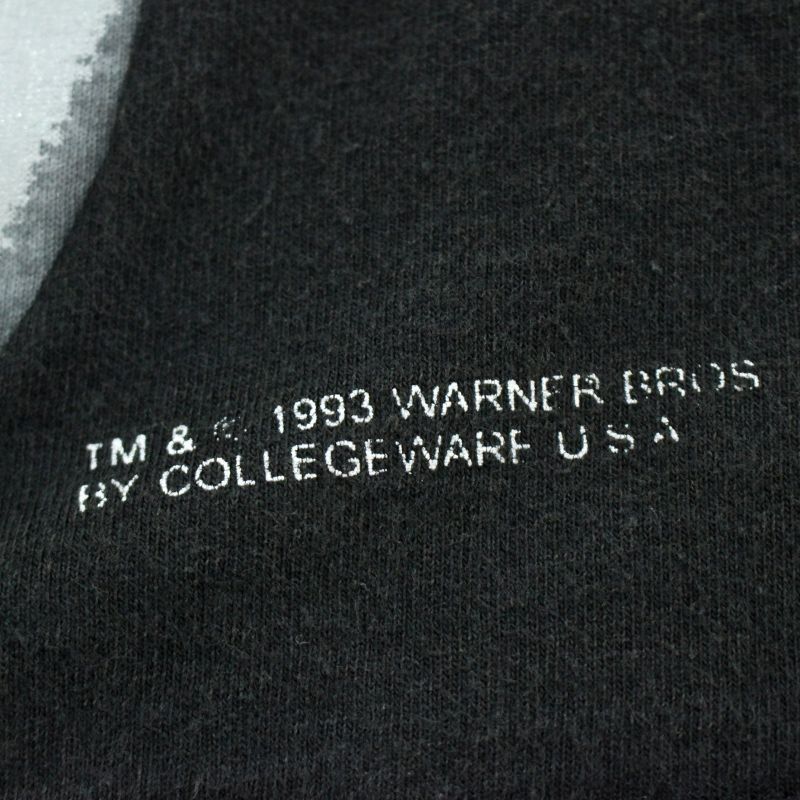 TM & © 1993 WARNER BROS
BY COLLEGEWARE U S A